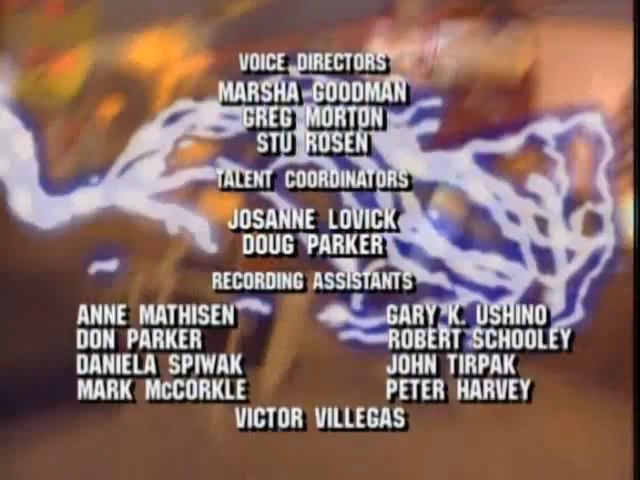 VOICE DIRECTORS
MARSHA GOODMAN
GREG MORTON
STU ROSEN
TALENT COORDINATORS
JOSANNE LOVICK
DOUG PARKER
RECORDING ASSISTANTS
ANNE MATHISEN
DON PARKER
DANIELA SPIWAK
MARK McCORKLE
GARY K. USHINO
ROBERT SCHOOLEY
JOHN TIRPAK
PETER HARVEY
VICTOR VILLEGAS